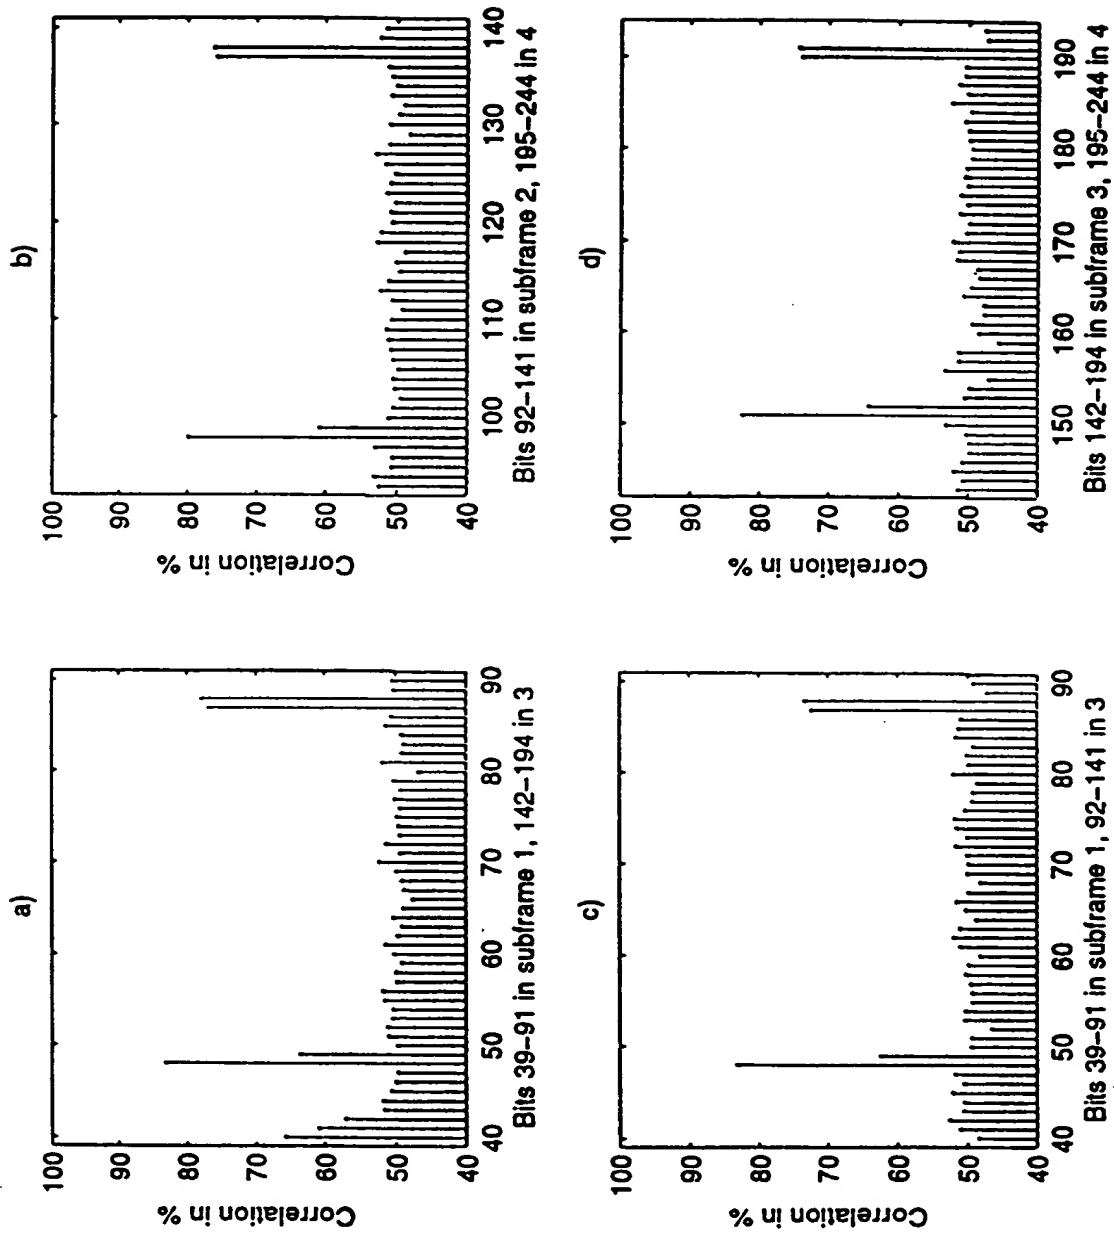 a)
100
90
80
70
60
50
40
Correlation in %
40 50 60 70 80 90
Bits 39–91 in subframe 1, 142–194 in 3
b)
100
90
80
70
60
50
40
Correlation in %
100 110 120 130 140
Bits 92–141 in subframe 2, 195–244 in 4
c)
100
90
80
70
60
50
40
Correlation in %
40 50 60 70 80 90
Bits 39–91 in subframe 1, 92–141 in 3
d)
100
90
80
70
60
50
40
Correlation in %
150 160 170 180 190
Bits 142–194 in subframe 3, 195–244 in 4